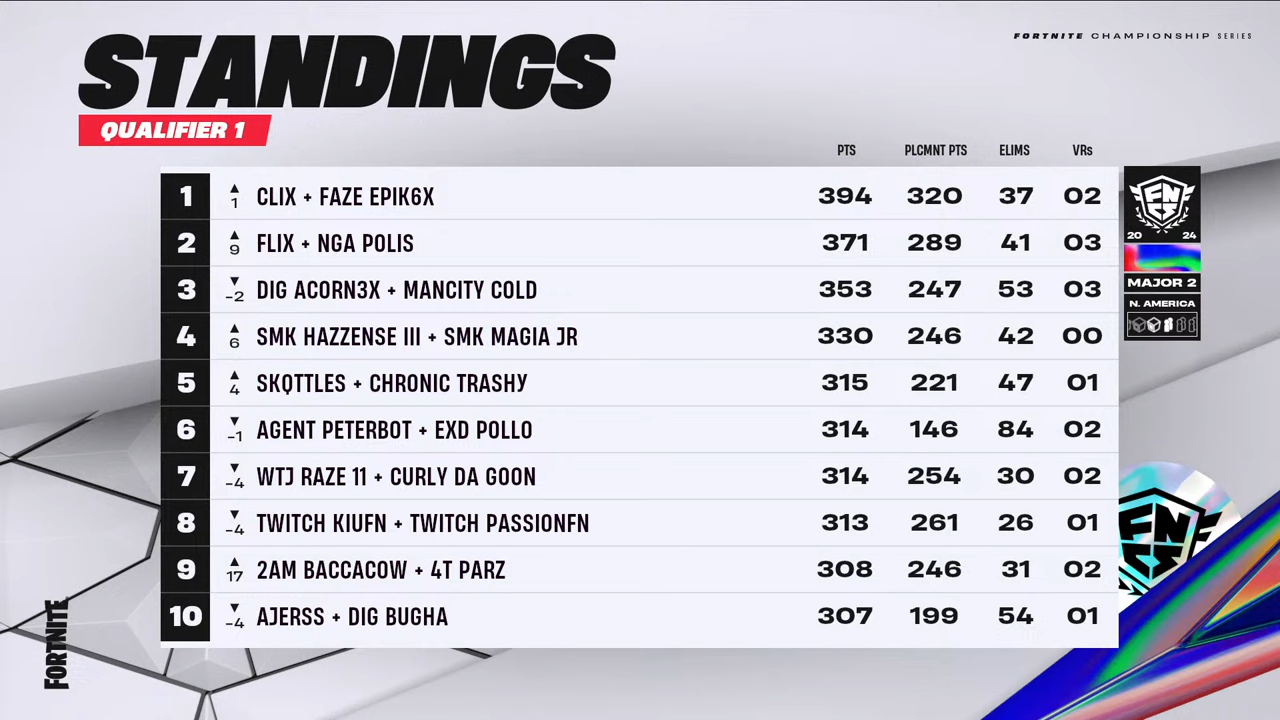 STANDINGS
FORTNITE CHAMPIONSHIP SERIES
QUALIFIER 1
PTS PLCMNT PTS ELIMS VRs
1 ▲ 1 CLIX + FAZE EPIK6X 394 320 37 02
2 ▲ 9 FLIX + NGA POLIS 371 289 41 03
3 ▼ -2 DIG ACORN3X + MANCITY COLD 353 247 53 03
4 ▲ 6 SMK HAZZENSE III + SMK MAGIA JR 330 246 42 00
5 ▲ 4 SKQTTLES + CHRONIC TRASHY 315 221 47 01
6 ▼ -1 AGENT PETERBOT + EXD POLLO 314 146 84 02
7 ▼ -4 WTJ RAZE 11 + CURLY DA GOON 314 254 30 02
8 ▼ -4 TWITCH KIUFN + TWITCH PASSIONFN 313 261 26 01
9 ▲ 17 2AM BACCACOW + 4T PARZ 308 246 31 02
10 ▼ -4 AJERSS + DIG BUGHA 307 199 54 01
FN
CS
20 24
MAJOR 2
N. AMERICA
FN
CS
FORTNITE